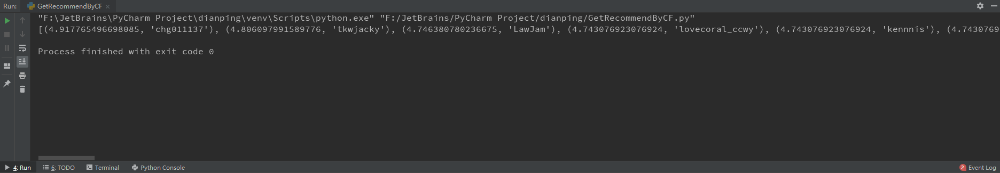 Run: GetRecommendByCF
"F:\JetBrains\PyCharm Project\dianping\venv\Scripts\python.exe" "F:/JetBrains/PyCharm Project/dianping/GetRecommendByCF.py"
[(4.917765496698085, 'chg011137'), (4.806097991589776, 'tkwjacky'), (4.746380780236675, 'LawJam'), (4.743076923076924, 'lovecoral_ccwy'), (4.743076923076924, 'kennnis'), (4.7430769
Process finished with exit code 0
4: Run 6: TODO Terminal Python Console 2 Event Log